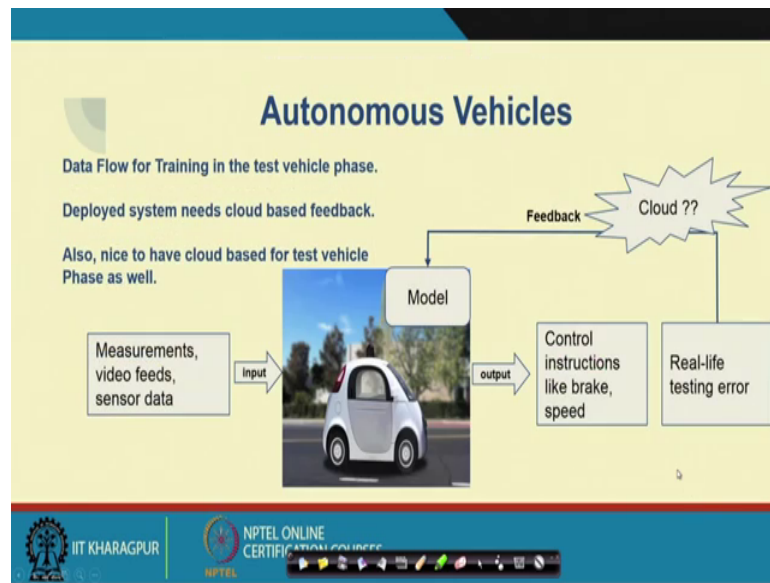 Autonomous Vehicles
Data Flow for Training in the test vehicle phase.
Deployed system needs cloud based feedback.
Also, nice to have cloud based for test vehicle
Phase as well.
Cloud ??
Feedback
Model
Measurements,
video feeds,
sensor data
input
output
Control
instructions
like brake,
speed
Real-life
testing error
IIT KHARAGPUR
NPTEL
NPTEL ONLINE
CERTIFICATION COURSES